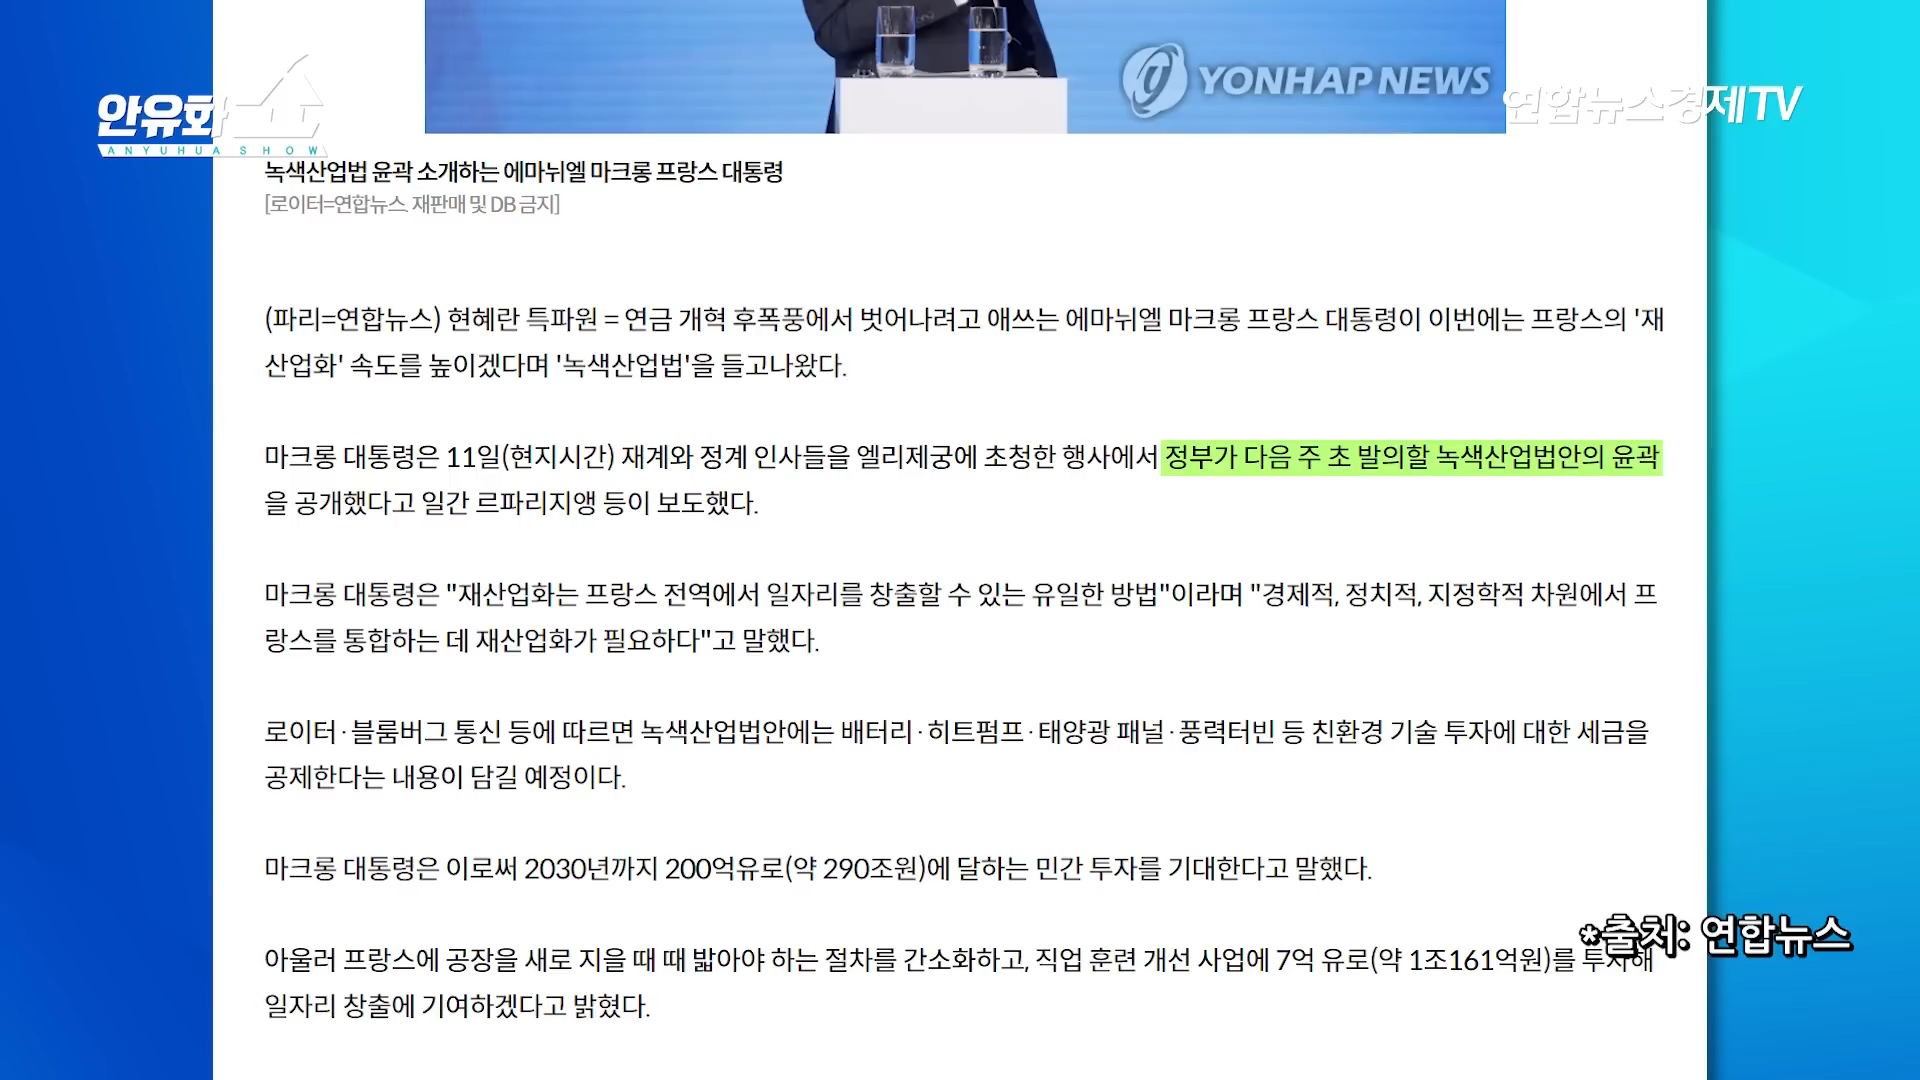 YONHAP NEWS
안유화쇼
ANYUHUA SHOW
연합뉴스경제TV
녹색산업법 윤곽 소개하는 에마뉘엘 마크롱 프랑스 대통령
[로이터=연합뉴스. 재판매 및 DB 금지]
(파리=연합뉴스) 현혜란 특파원 = 연금 개혁 후폭풍에서 벗어나려고 애쓰는 에마뉘엘 마크롱 프랑스 대통령이 이번에는 프랑스의 '재
산업화' 속도를 높이겠다며 '녹색산업법'을 들고나왔다.
마크롱 대통령은 11일(현지시간) 재계와 정계 인사들을 엘리제궁에 초청한 행사에서 정부가 다음 주 초 발의할 녹색산업법안의 윤곽
을 공개했다고 일간 르파리지앵 등이 보도했다.
마크롱 대통령은 "재산업화는 프랑스 전역에서 일자리를 창출할 수 있는 유일한 방법"이라며 "경제적, 정치적, 지정학적 차원에서 프
랑스를 통합하는 데 재산업화가 필요하다"고 말했다.
로이터·블룸버그 통신 등에 따르면 녹색산업법안에는 배터리·히트펌프·태양광 패널·풍력터빈 등 친환경 기술 투자에 대한 세금을
공제한다는 내용이 담길 예정이다.
마크롱 대통령은 이로써 2030년까지 200억유로(약 290조원)에 달하는 민간 투자를 기대한다고 말했다.
*출처: 연합뉴스
아울러 프랑스에 공장을 새로 지을 때 때 밟아야 하는 절차를 간소화하고, 직업 훈련 개선 사업에 7억 유로(약 1조161억원)를 투자해
일자리 창출에 기여하겠다고 밝혔다.